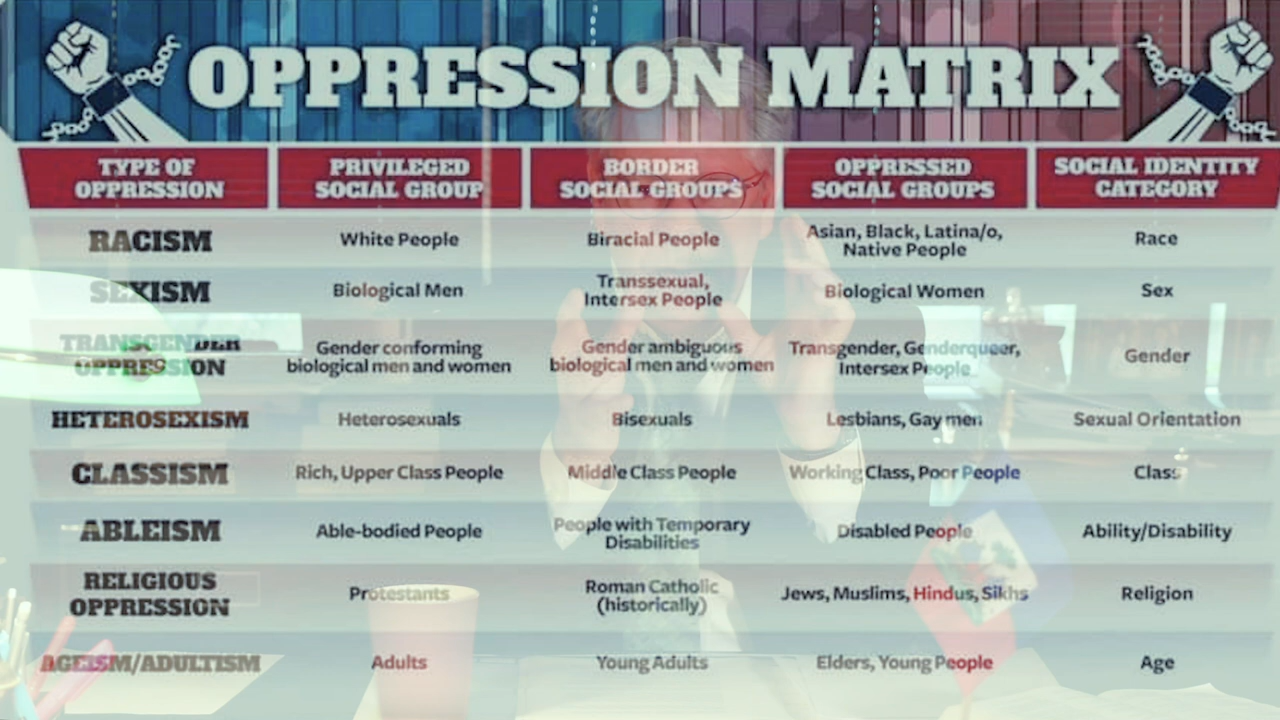 OPPRESSION MATRIX
TYPE OF
OPPRESSION
PRIVILEGED
SOCIAL GROUP
BORDER
SOCIAL GROUPS
OPPRESSED
SOCIAL GROUPS
SOCIAL IDENTITY
CATEGORY
RACISM
White People
Biracial People
Asian, Black, Latina/o,
Native People
Race
SEXISM
Biological Men
Transsexual,
Intersex People
Biological Women
Sex
TRANSGENDER
OPPRESSION
Gender conforming
biological men and women
Gender ambiguous
biological men and women
Transgender, Genderqueer,
Intersex People
Gender
HETEROSEXISM
Heterosexuals
Bisexuals
Lesbians, Gay men
Sexual Orientation
CLASSISM
Rich, Upper Class People
Middle Class People
Working Class, Poor People
Class
ABLEISM
Able-bodied People
People with Temporary
Disabilities
Disabled People
Ability/Disability
RELIGIOUS
OPPRESSION
Protestants
Roman Catholic
(historically)
Jews, Muslims, Hindus, Sikhs
Religion
AGEISM/ADULTISM
Adults
Young Adults
Elders, Young People
Age